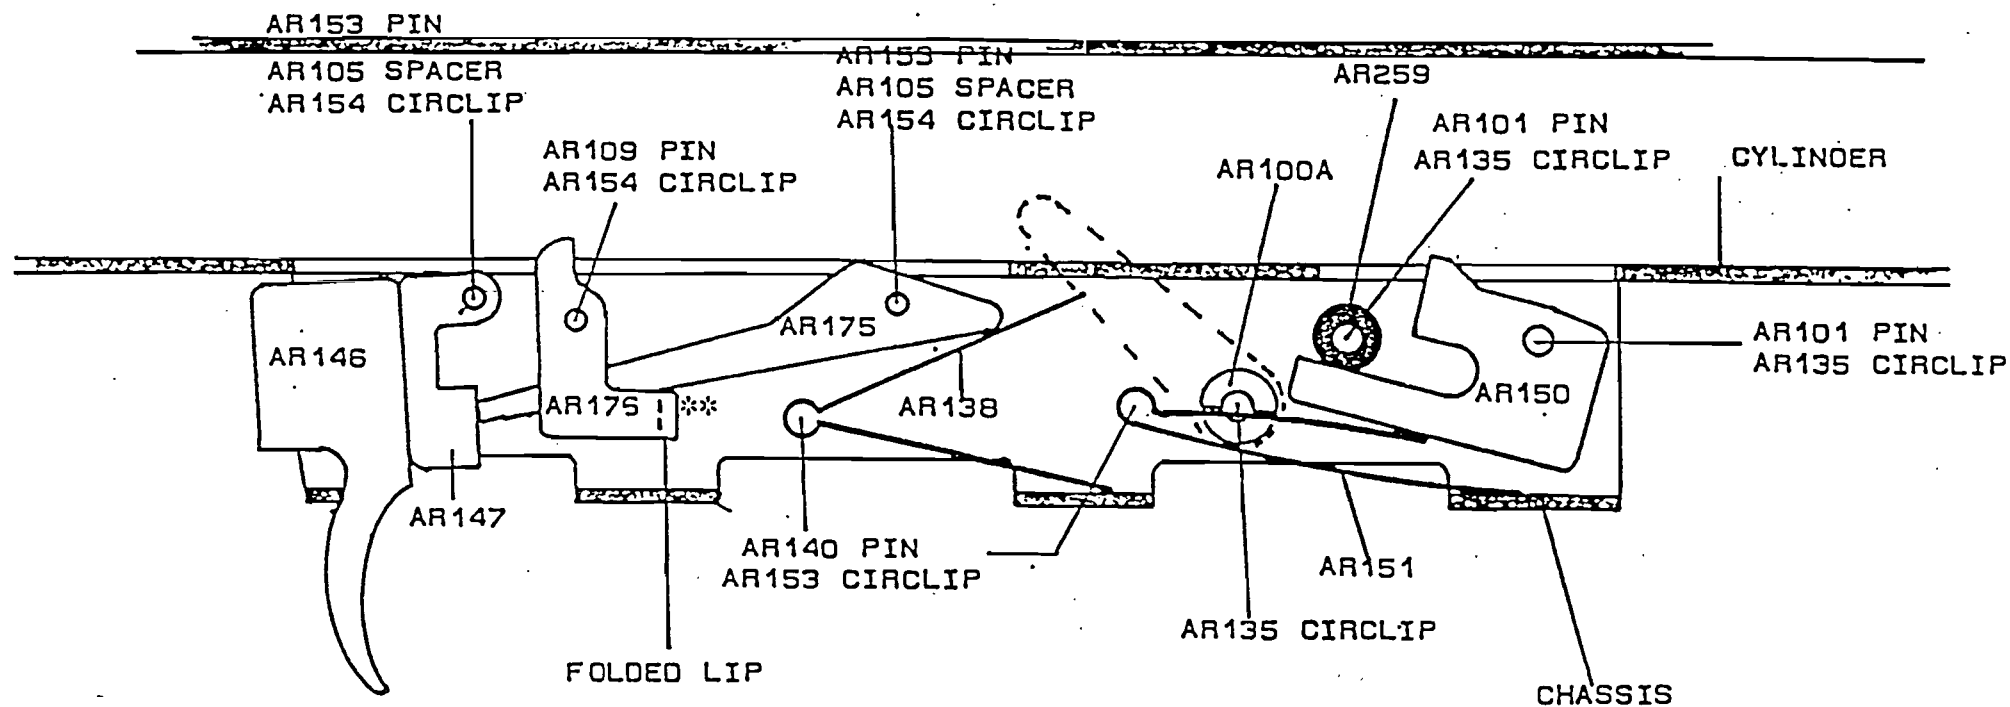 AR153 PIN
AR105 SPACER
AR154 CIRCLIP
AR153 PIN
AR105 SPACER
AR154 CIRCLIP
AR259
AR109 PIN
AR154 CIRCLIP
AR100A
AR101 PIN
AR135 CIRCLIP
CYLINDER
AR146
AR175
AR175
**
AR138
AR150
AR101 PIN
AR135 CIRCLIP
AR147
AR140 PIN
AR153 CIRCLIP
AR151
AR135 CIRCLIP
FOLDED LIP
CHASSIS